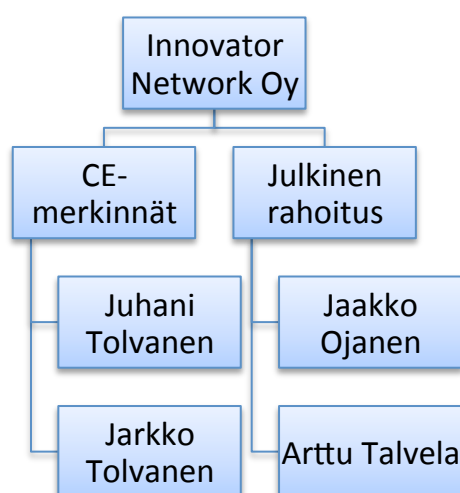 Innovator
Network Oy
CE-
merkinnät
Julkinen
rahoitus
Juhani
Tolvanen
Jaakko
Ojanen
Jarkko
Tolvanen
Arttu Talvela